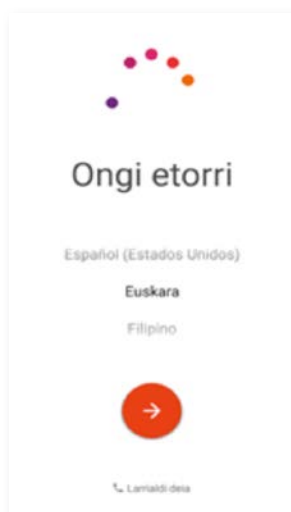 Ongi etorri
Español (Estados Unidos)
Euskara
Filipino
Larrialdi deia